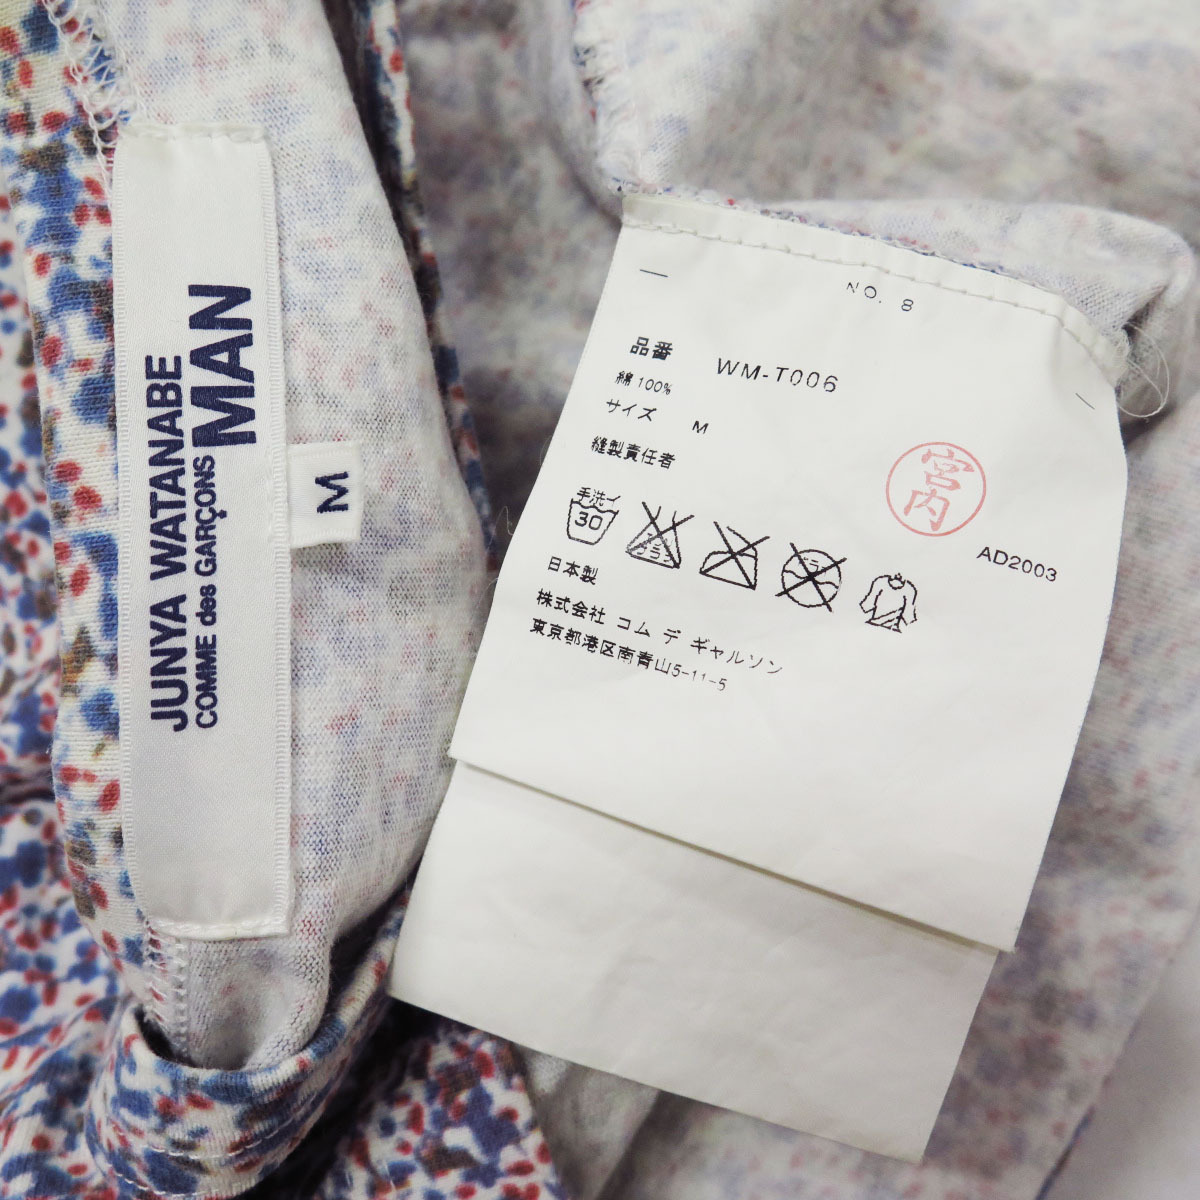 JUNYA WATANABE
COMME des GARÇONS MAN
M
NO. 8
品番 WM-T006
綿 100%
サイズ M
縫製責任者
宮内
手洗イ
30
AD2003
日本製
株式会社 コム デ ギャルソン
東京都港区南青山5-11-5